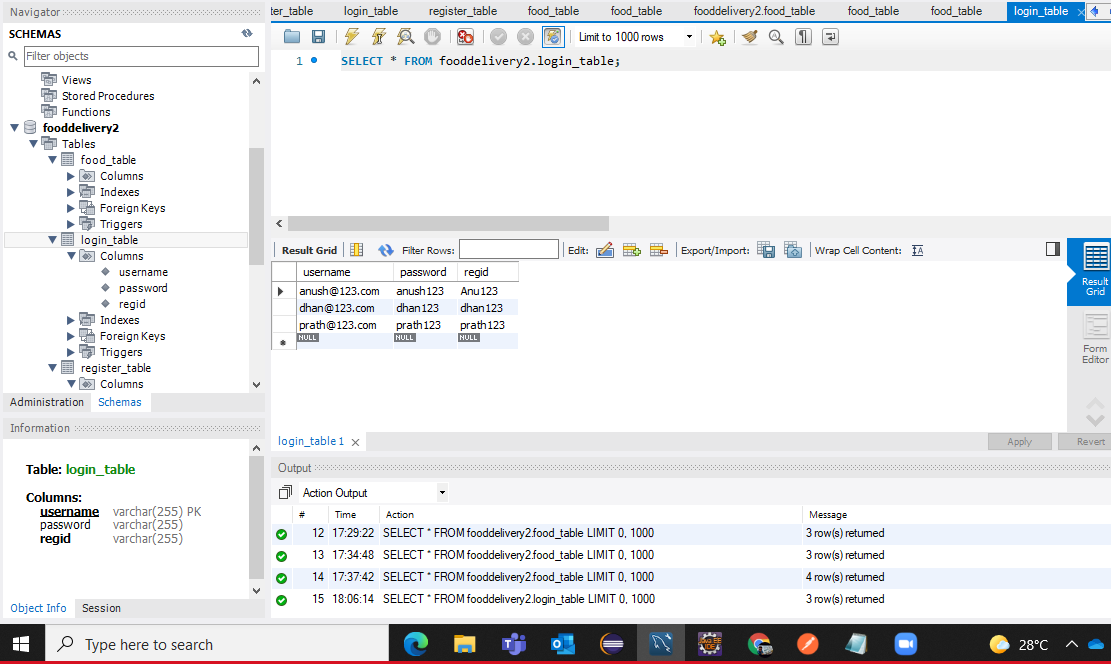 Navigator
SCHEMAS
Filter objects
Views
Stored Procedures
Functions
fooddelivery2
Tables
food_table
Columns
Indexes
Foreign Keys
Triggers
login_table
Columns
username
password
regid
Indexes
Foreign Keys
Triggers
register_table
Columns
Administration Schemas
Information
Table: login_table
Columns:
username varchar(255) PK
password varchar(255)
regid varchar(255)
Object Info Session
ter_table login_table register_table food_table food_table fooddelivery2.food_table food_table food_table login_table
Limit to 1000 rows
1 SELECT * FROM fooddelivery2.login_table;
Result Grid Filter Rows: Edit: Export/Import: Wrap Cell Content:
username password regid
anush@123.com anush123 Anu123
dhan@123.com dhan123 dhan123
prath@123.com prath123 prath123
NULL NULL NULL
Result
Grid
Form
Editor
login_table 1
Apply Revert
Output
Action Output
# Time Action Message
12 17:29:22 SELECT * FROM fooddelivery2.food_table LIMIT 0, 1000 3 row(s) returned
13 17:34:48 SELECT * FROM fooddelivery2.food_table LIMIT 0, 1000 3 row(s) returned
14 17:37:42 SELECT * FROM fooddelivery2.food_table LIMIT 0, 1000 4 row(s) returned
15 18:06:14 SELECT * FROM fooddelivery2.login_table LIMIT 0, 1000 3 row(s) returned
Type here to search
28°C